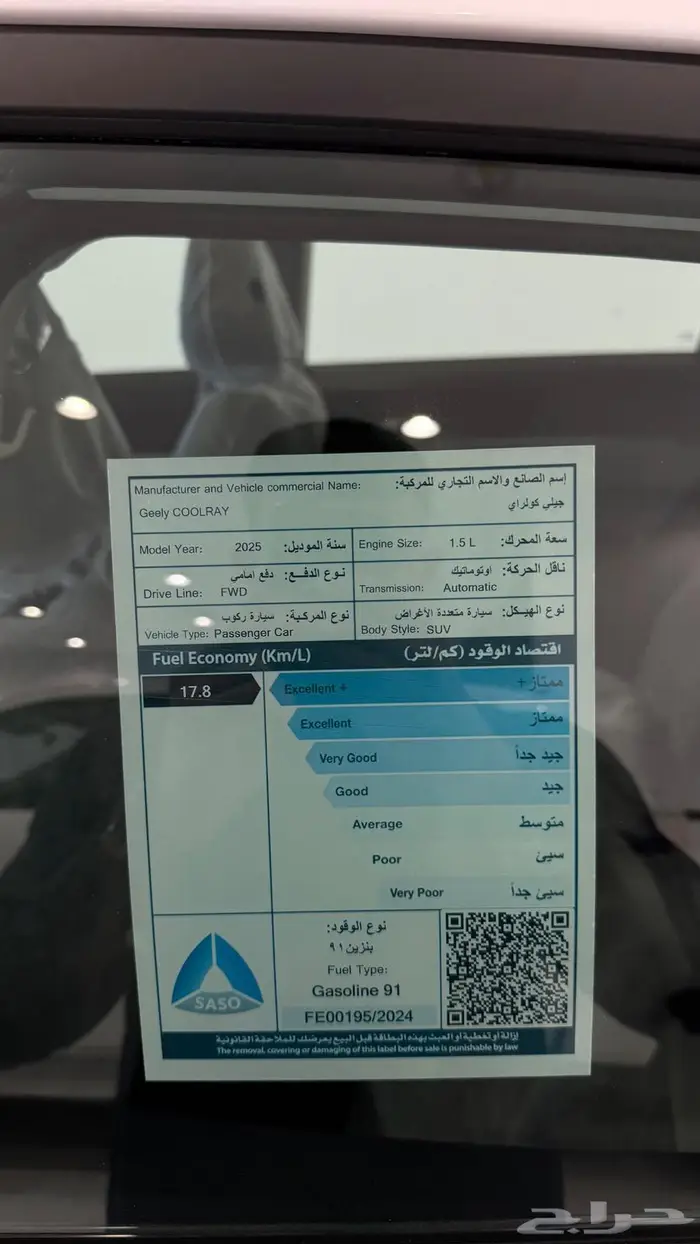 إسم الصانع والاسم التجاري للمركبة:
Manufacturer and Vehicle commercial Name:
جيلي كولراي
Geely COOLRAY
Model Year: 2025 سنة الموديل:
Engine Size: 1.5 L سعة المحرك:
نوع الدفع: دفع امامي
Drive Line: FWD
ناقل الحركة: اوتوماتيك
Transmission: Automatic
نوع المركبة: سيارة ركوب
Vehicle Type: Passenger Car
نوع الهيكل: سيارة متعددة الأغراض
Body Style: SUV
Fuel Economy (Km/L) اقتصاد الوقود (كم/لتر)
17.8
Excellent + ممتاز +
Excellent ممتاز
Very Good جيد جداً
Good جيد
Average متوسط
Poor سيئ
Very Poor سيئ جداً
SASO
نوع الوقود:
بنزين ٩١
Fuel Type:
Gasoline 91
FE00195/2024
إزالة أو تغطية أو العبث بهذه البطاقة قبل البيع يعرضك للملاحقة القانونية
The removal, covering or damaging of this label before sale is punishable by law
حراج